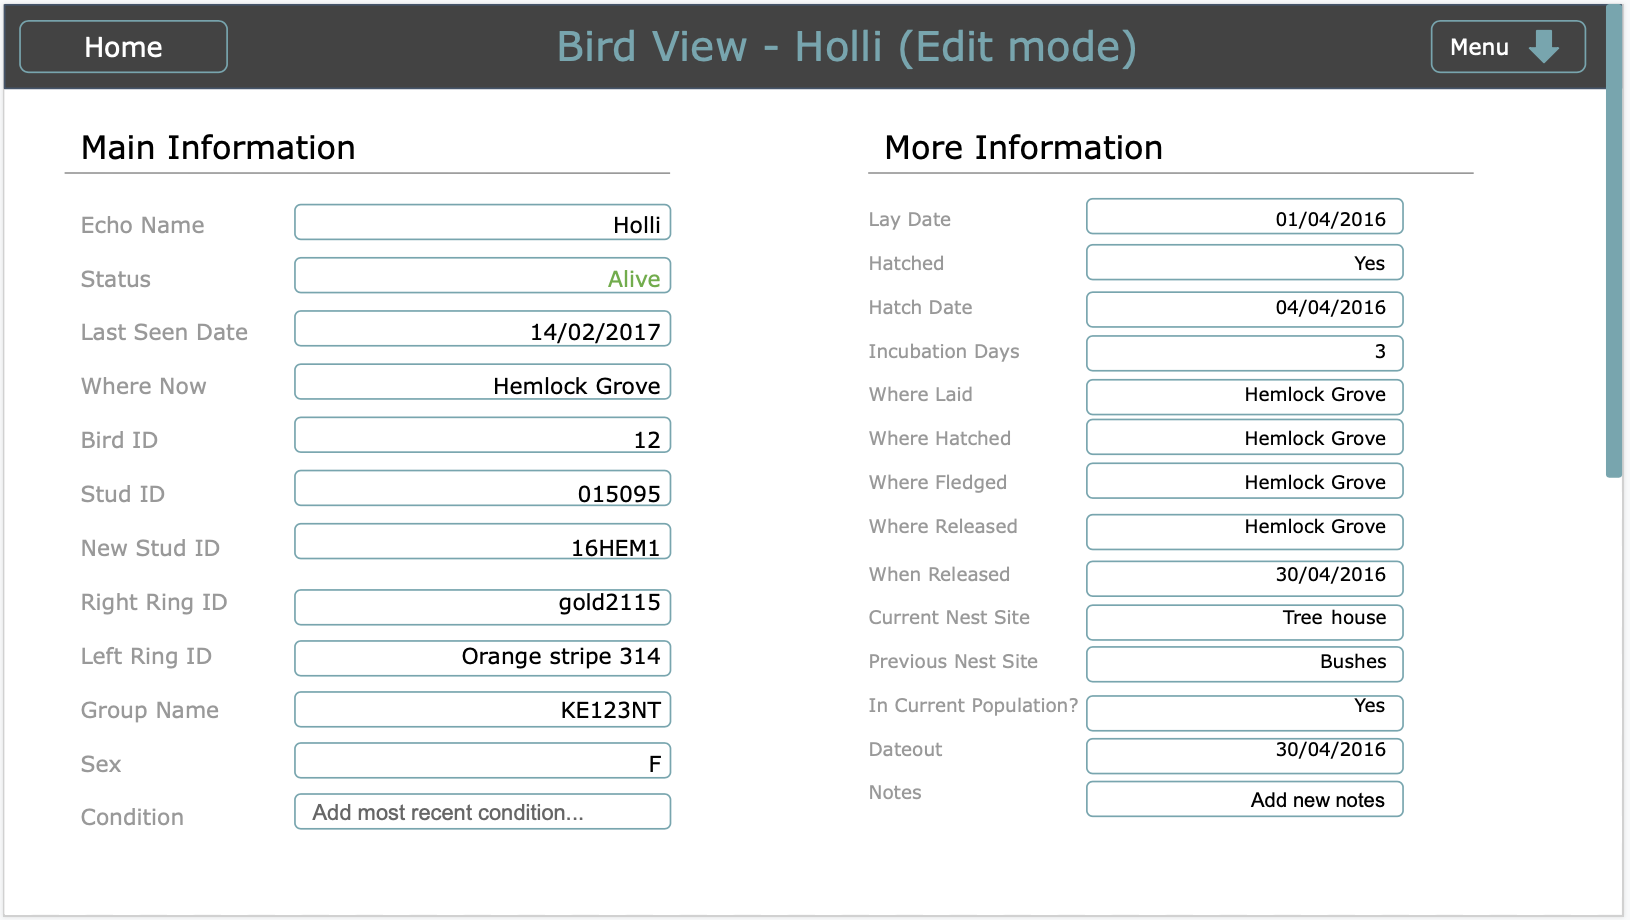 Home
Bird View - Holli (Edit mode)
Menu
Main Information
Echo Name Holli
Status Alive
Last Seen Date 14/02/2017
Where Now Hemlock Grove
Bird ID 12
Stud ID 015095
New Stud ID 16HEM1
Right Ring ID gold2115
Left Ring ID Orange stripe 314
Group Name KE123NT
Sex F
Condition Add most recent condition...
More Information
Lay Date 01/04/2016
Hatched Yes
Hatch Date 04/04/2016
Incubation Days 3
Where Laid Hemlock Grove
Where Hatched Hemlock Grove
Where Fledged Hemlock Grove
Where Released Hemlock Grove
When Released 30/04/2016
Current Nest Site Tree house
Previous Nest Site Bushes
In Current Population? Yes
Dateout 30/04/2016
Notes Add new notes